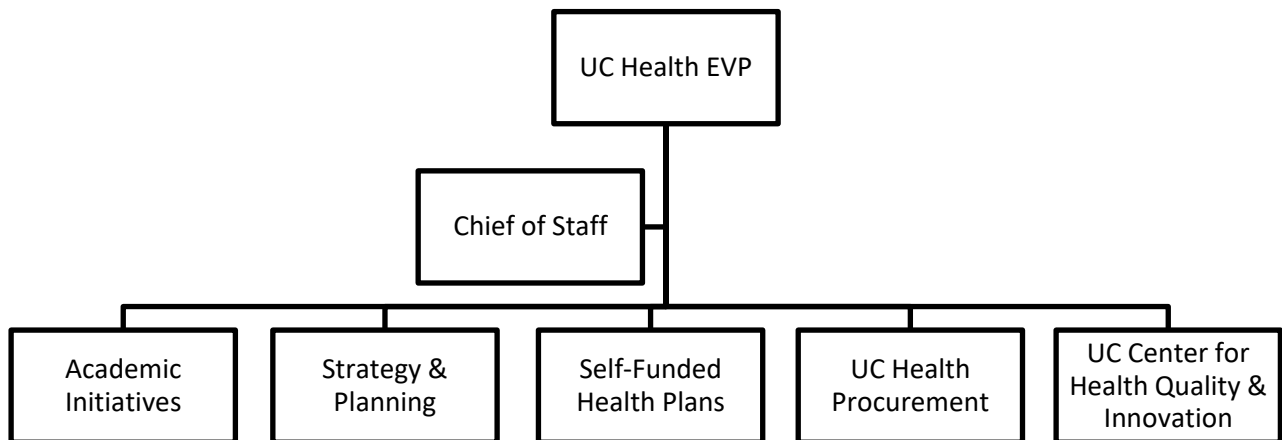 UC Health EVP
Chief of Staff
Academic
Initiatives
Strategy &
Planning
Self-Funded
Health Plans
UC Health
Procurement
UC Center for
Health Quality &
Innovation